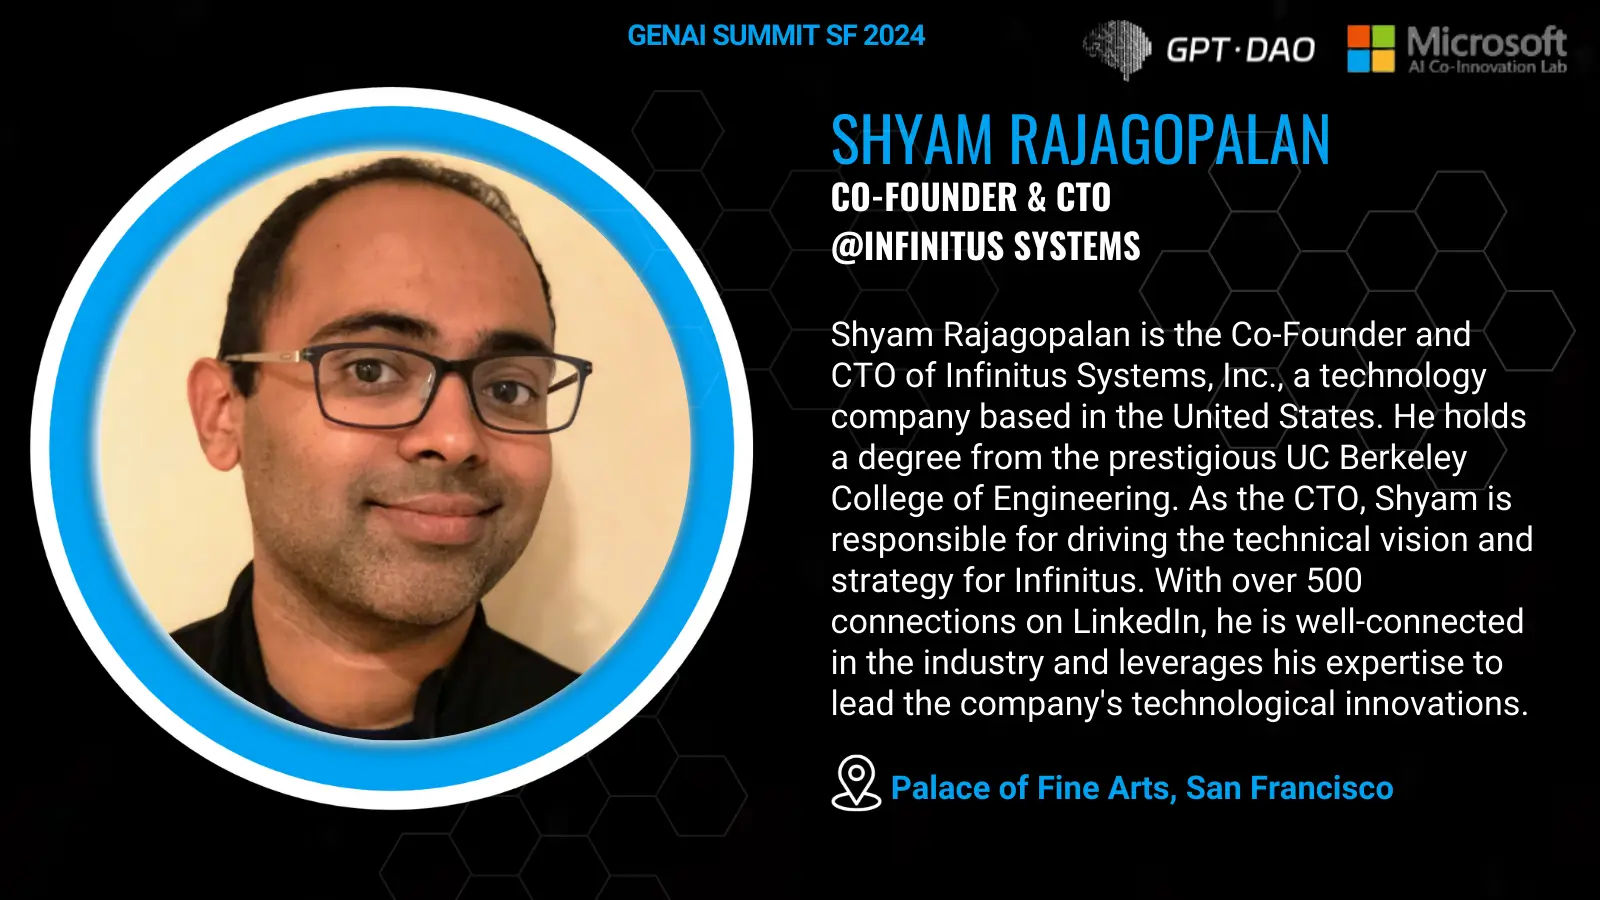 GENAI SUMMIT SF 2024
GPT·DAO
Microsoft
AI Co-Innovation Lab
SHYAM RAJAGOPALAN
CO-FOUNDER & CTO
@INFINITUS SYSTEMS
Shyam Rajagopalan is the Co-Founder and
CTO of Infinitus Systems, Inc., a technology
company based in the United States. He holds
a degree from the prestigious UC Berkeley
College of Engineering. As the CTO, Shyam is
responsible for driving the technical vision and
strategy for Infinitus. With over 500
connections on LinkedIn, he is well-connected
in the industry and leverages his expertise to
lead the company's technological innovations.
Palace of Fine Arts, San Francisco